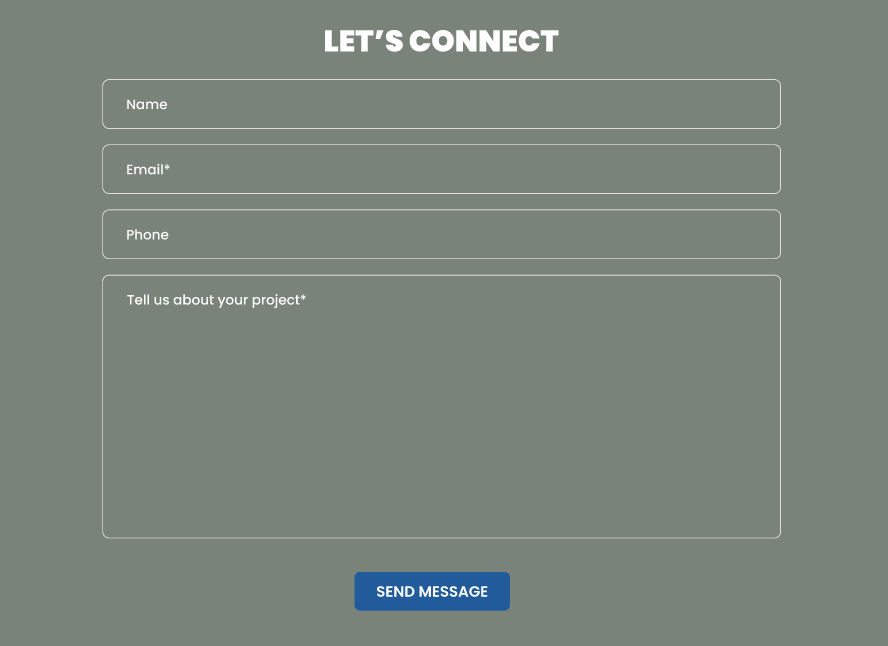 LET’S CONNECT
Name
Email*
Phone
Tell us about your project*
SEND MESSAGE